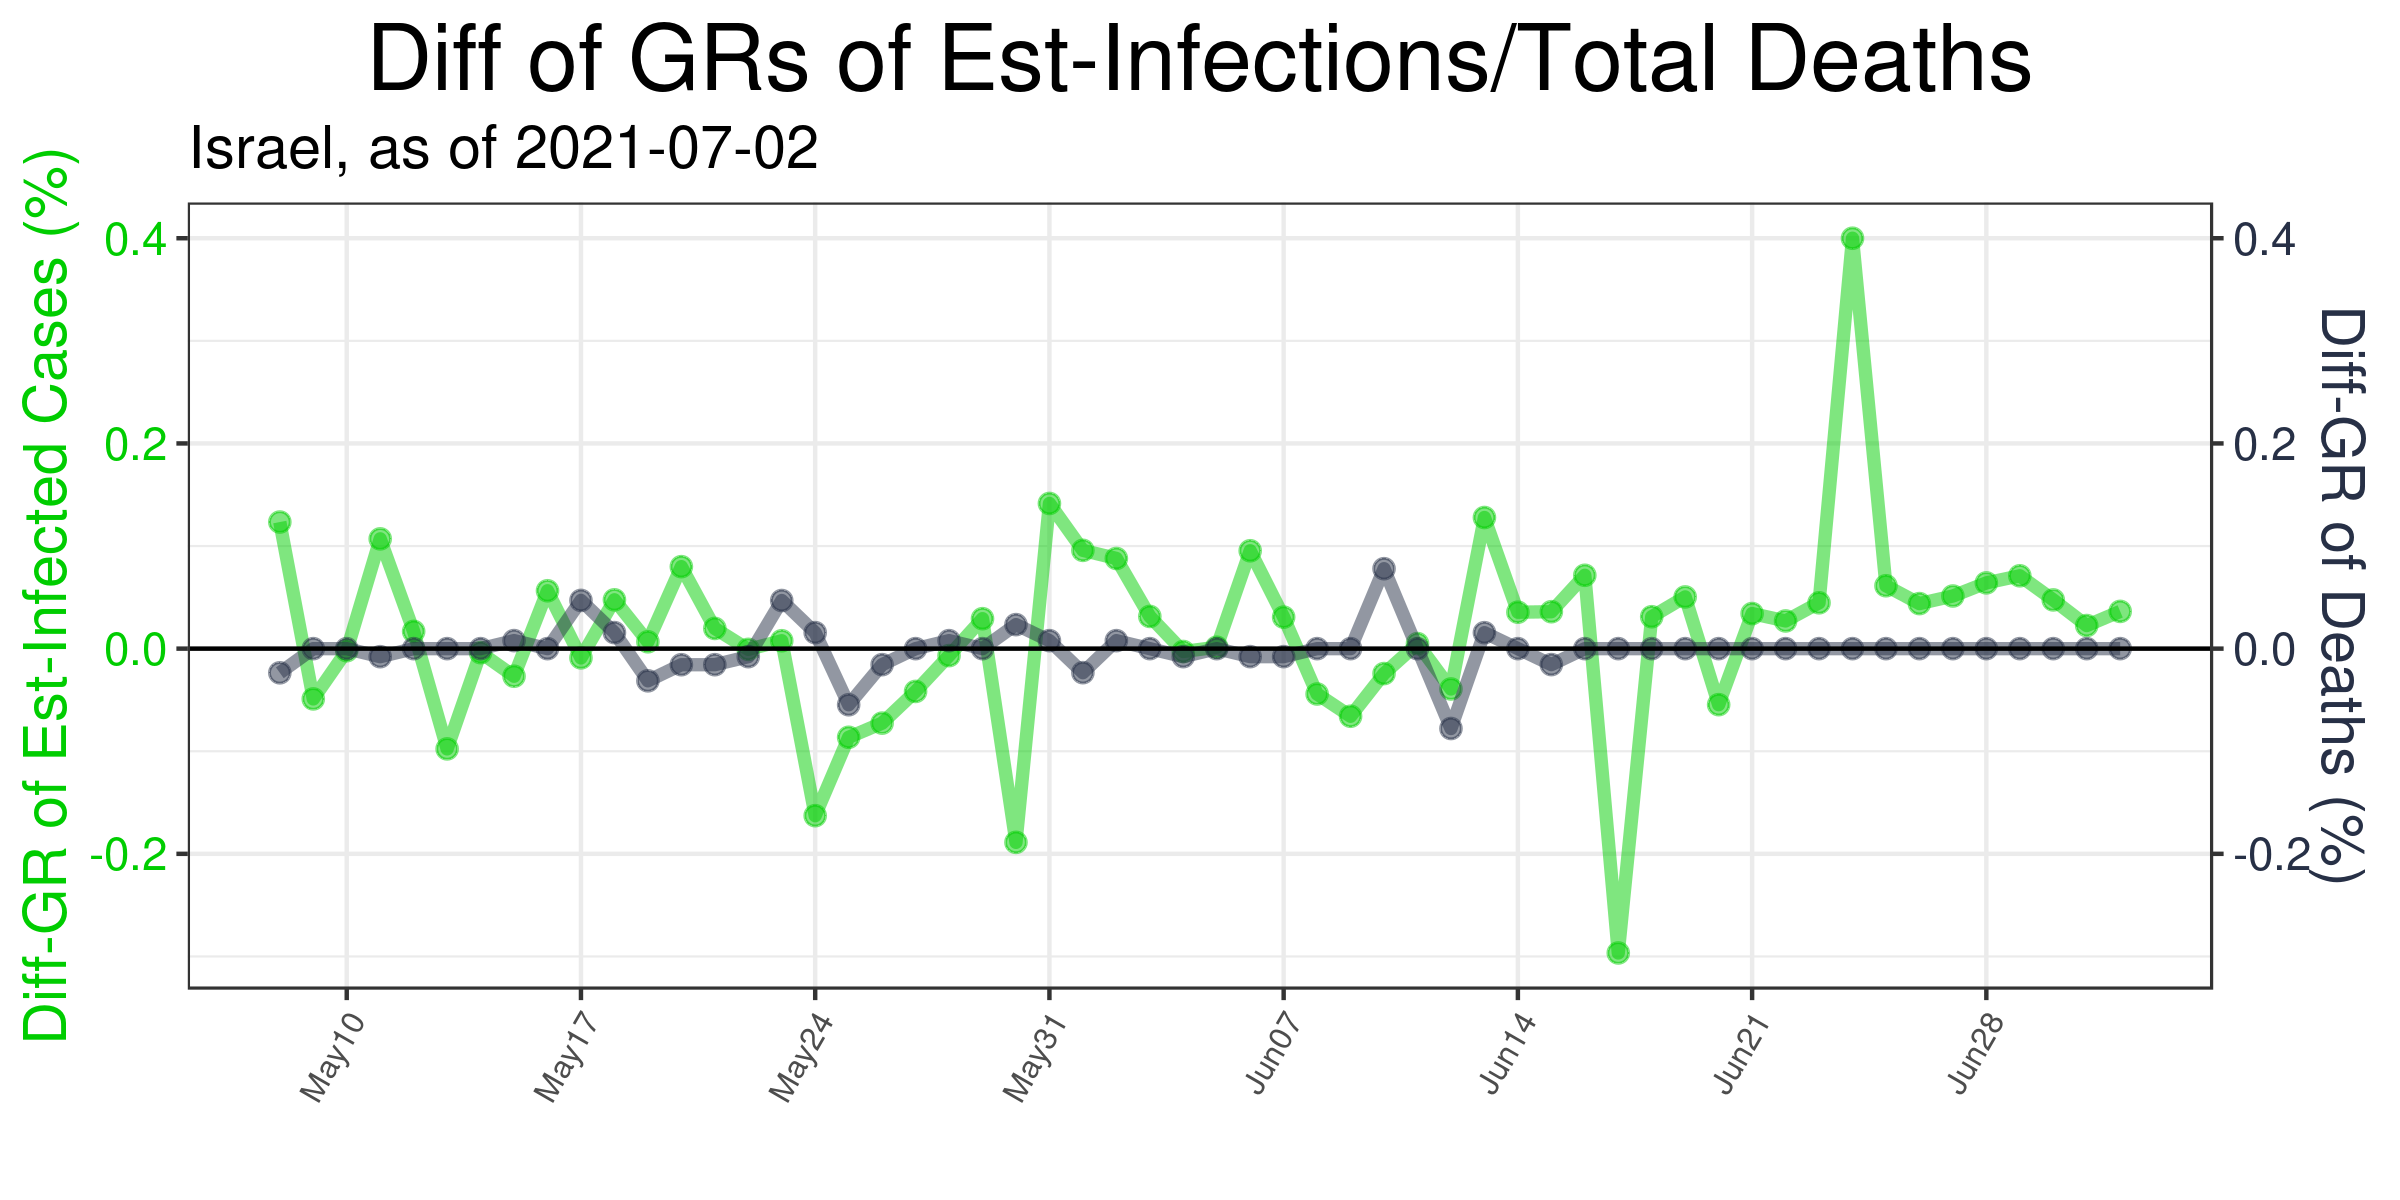 Diff of GRs of Est-Infections/Total Deaths
Israel, as of 2021-07-02
Diff-GR of Est-Infected Cases (%)
0.4
0.2
0.0
-0.2
0.4
0.2
0.0
-0.2
Diff-GR of Deaths (%)
May10
May17
May24
May31
Jun07
Jun14
Jun21
Jun28